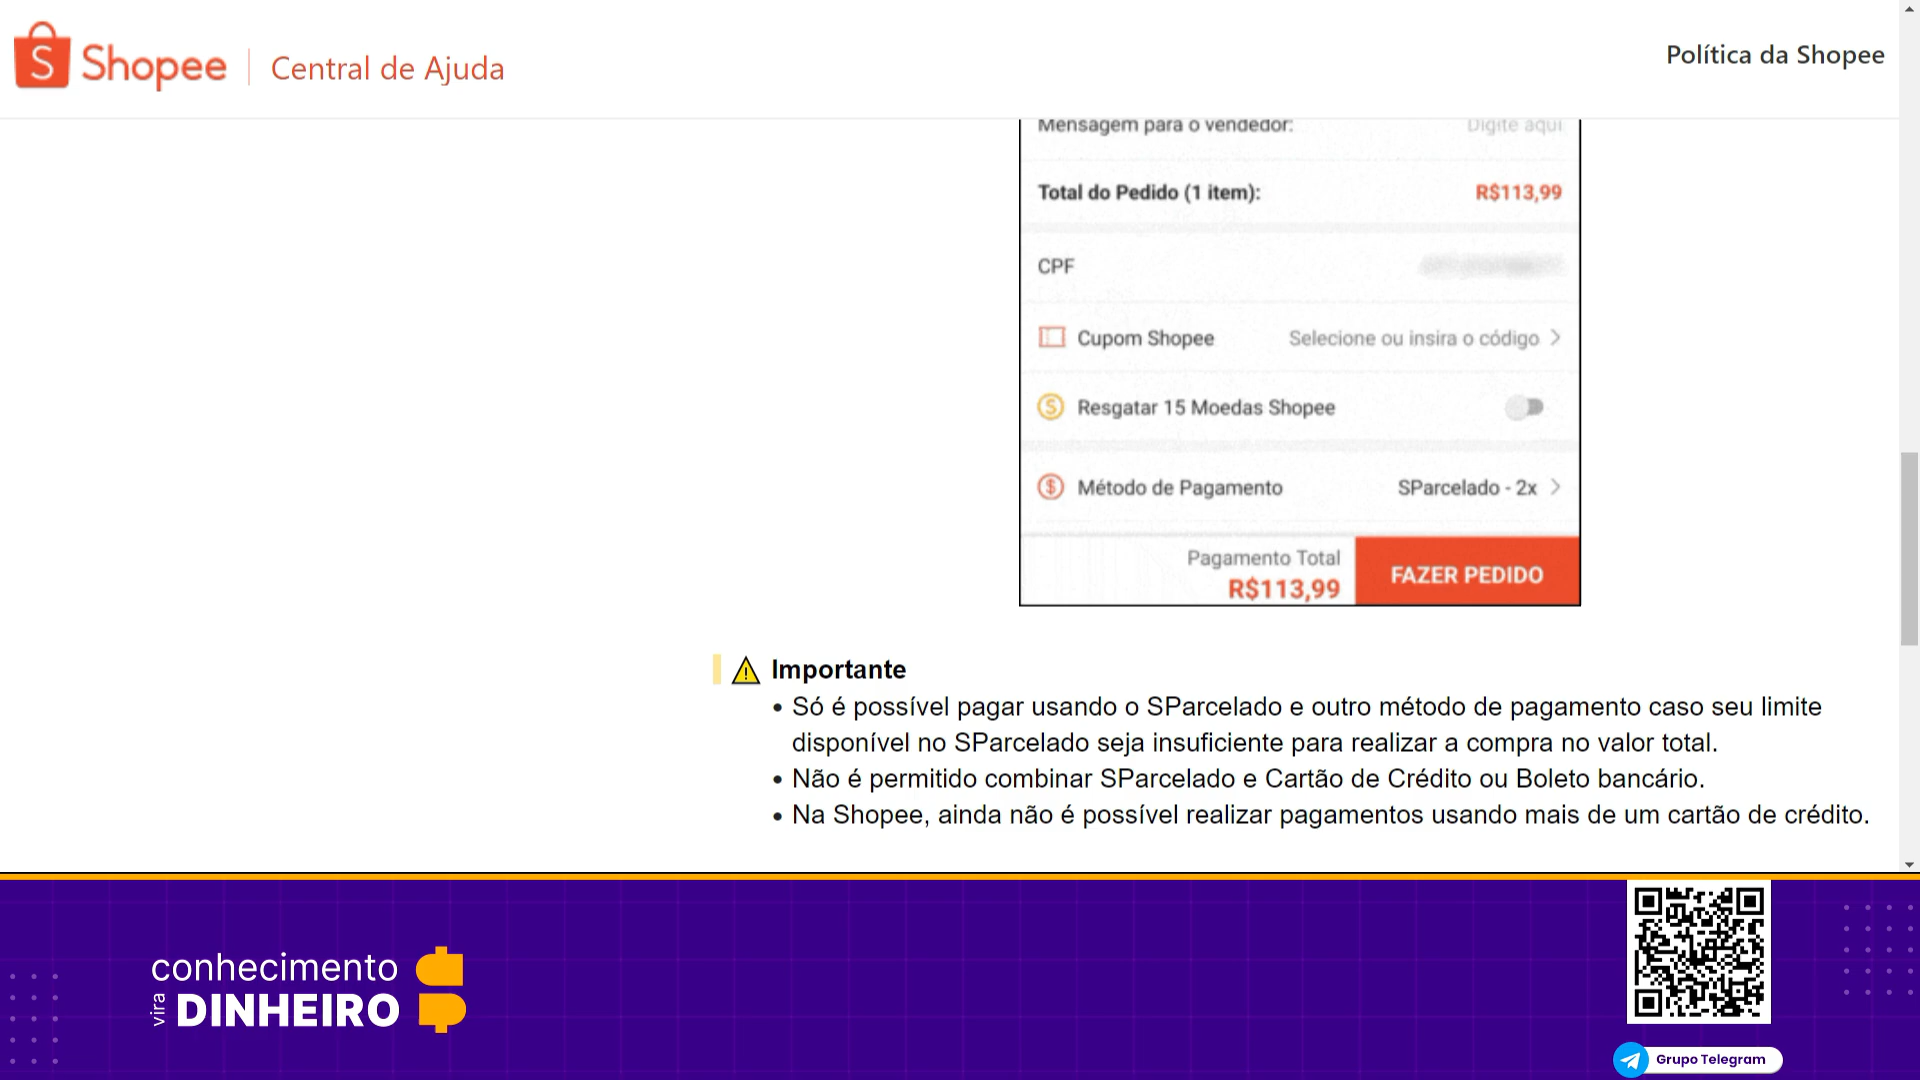 Shopee
Central de Ajuda
Política da Shopee
Mensagem para o vendedor:
Digite aqui
Total do Pedido (1 item):
R$113,99
CPF
Cupom Shopee
Selecione ou insira o código
Resgatar 15 Moedas Shopee
Método de Pagamento
SParcelado - 2x
Pagamento Total
R$113,99
FAZER PEDIDO
Importante
• Só é possível pagar usando o SParcelado e outro método de pagamento caso seu limite
disponível no SParcelado seja insuficiente para realizar a compra no valor total.
• Não é permitido combinar SParcelado e Cartão de Crédito ou Boleto bancário.
• Na Shopee, ainda não é possível realizar pagamentos usando mais de um cartão de crédito.
conhecimento
vira DINHEIRO
Grupo Telegram